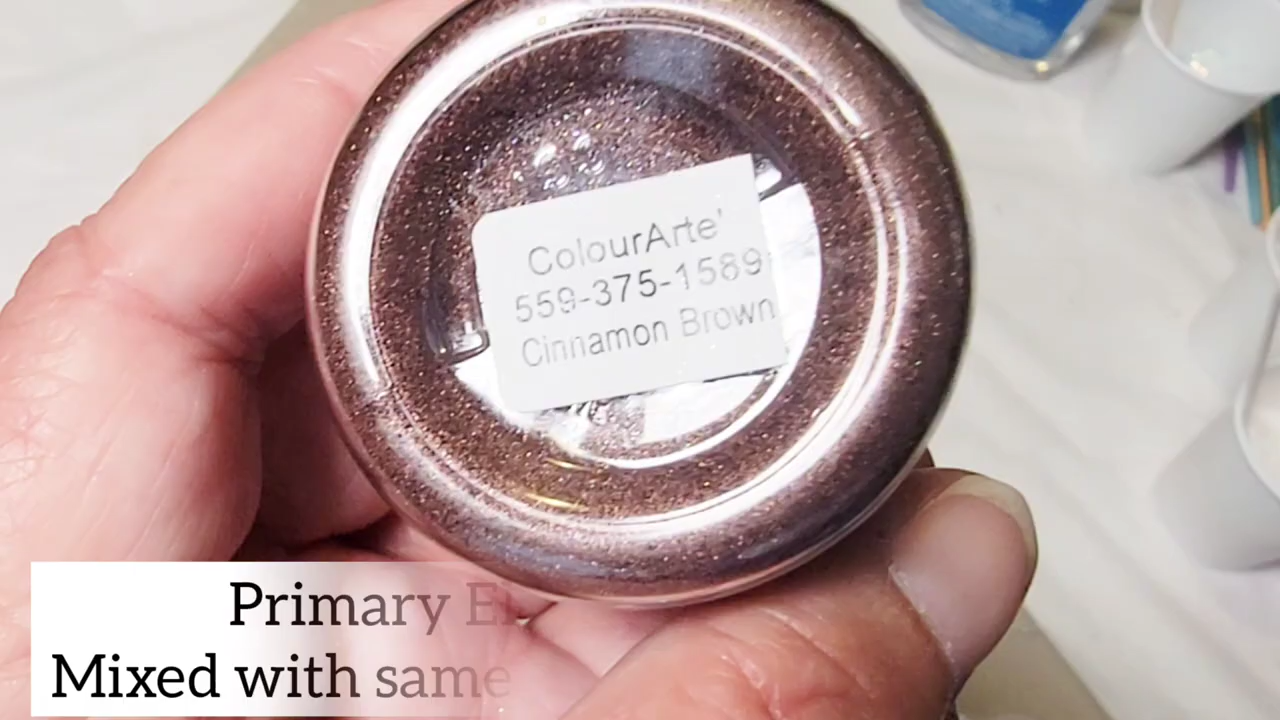 ColourArte'
559-375-1589
Cinnamon Brown
Primary
Mixed with same